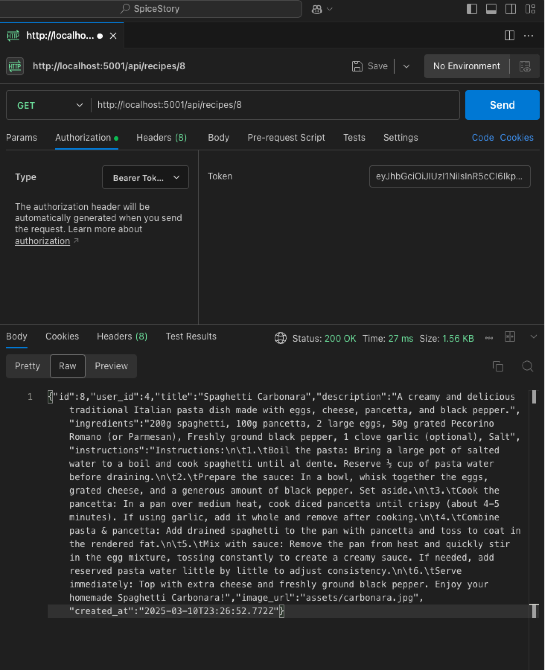 SpiceStory
http://localho...
http://localhost:5001/api/recipes/8
Save
No Environment
GET
http://localhost:5001/api/recipes/8
Send
Params Authorization Headers (8) Body Pre-request Script Tests Settings Code Cookies
Type
Bearer Tok...
The authorization header will be
automatically generated when you send
the request. Learn more about
authorization
Token
Body Cookies Headers (8) Test Results
Status: 200 OK Time: 27 ms Size: 1.56 KB
Pretty Raw Preview
1
{"id":8,"user_id":4,"title":"Spaghetti Carbonara","description":"A creamy and delicious
traditional Italian pasta dish made with eggs, cheese, pancetta, and black pepper.",
"ingredients":"200g spaghetti, 100g pancetta, 2 large eggs, 50g grated Pecorino
Romano (or Parmesan), Freshly ground black pepper, 1 clove garlic (optional), Salt",
"instructions":"Instructions:\n\t1.\tBoil the pasta: Bring a large pot of salted
water to a boil and cook spaghetti until al dente. Reserve ½ cup of pasta water
before draining.\n\t2.\tPrepare the sauce: In a bowl, whisk together the eggs,
grated cheese, and a generous amount of black pepper. Set aside.\n\t3.\tCook the
pancetta: In a pan over medium heat, cook diced pancetta until crispy (about 4–5
minutes). If using garlic, add it whole and remove after cooking.\n\t4.\tCombine
pasta & pancetta: Add drained spaghetti to the pan with pancetta and toss to coat in
the rendered fat.\n\t5.\tMix with sauce: Remove the pan from heat and quickly stir
in the egg mixture, tossing constantly to create a creamy sauce. If needed, add
reserved pasta water little by little to adjust consistency.\n\t6.\tServe
immediately: Top with extra cheese and freshly ground black pepper. Enjoy your
homemade Spaghetti Carbonara!","image_url":"assets/carbonara.jpg",
"created_at":"2025-03-10T23:26:52.772Z"}